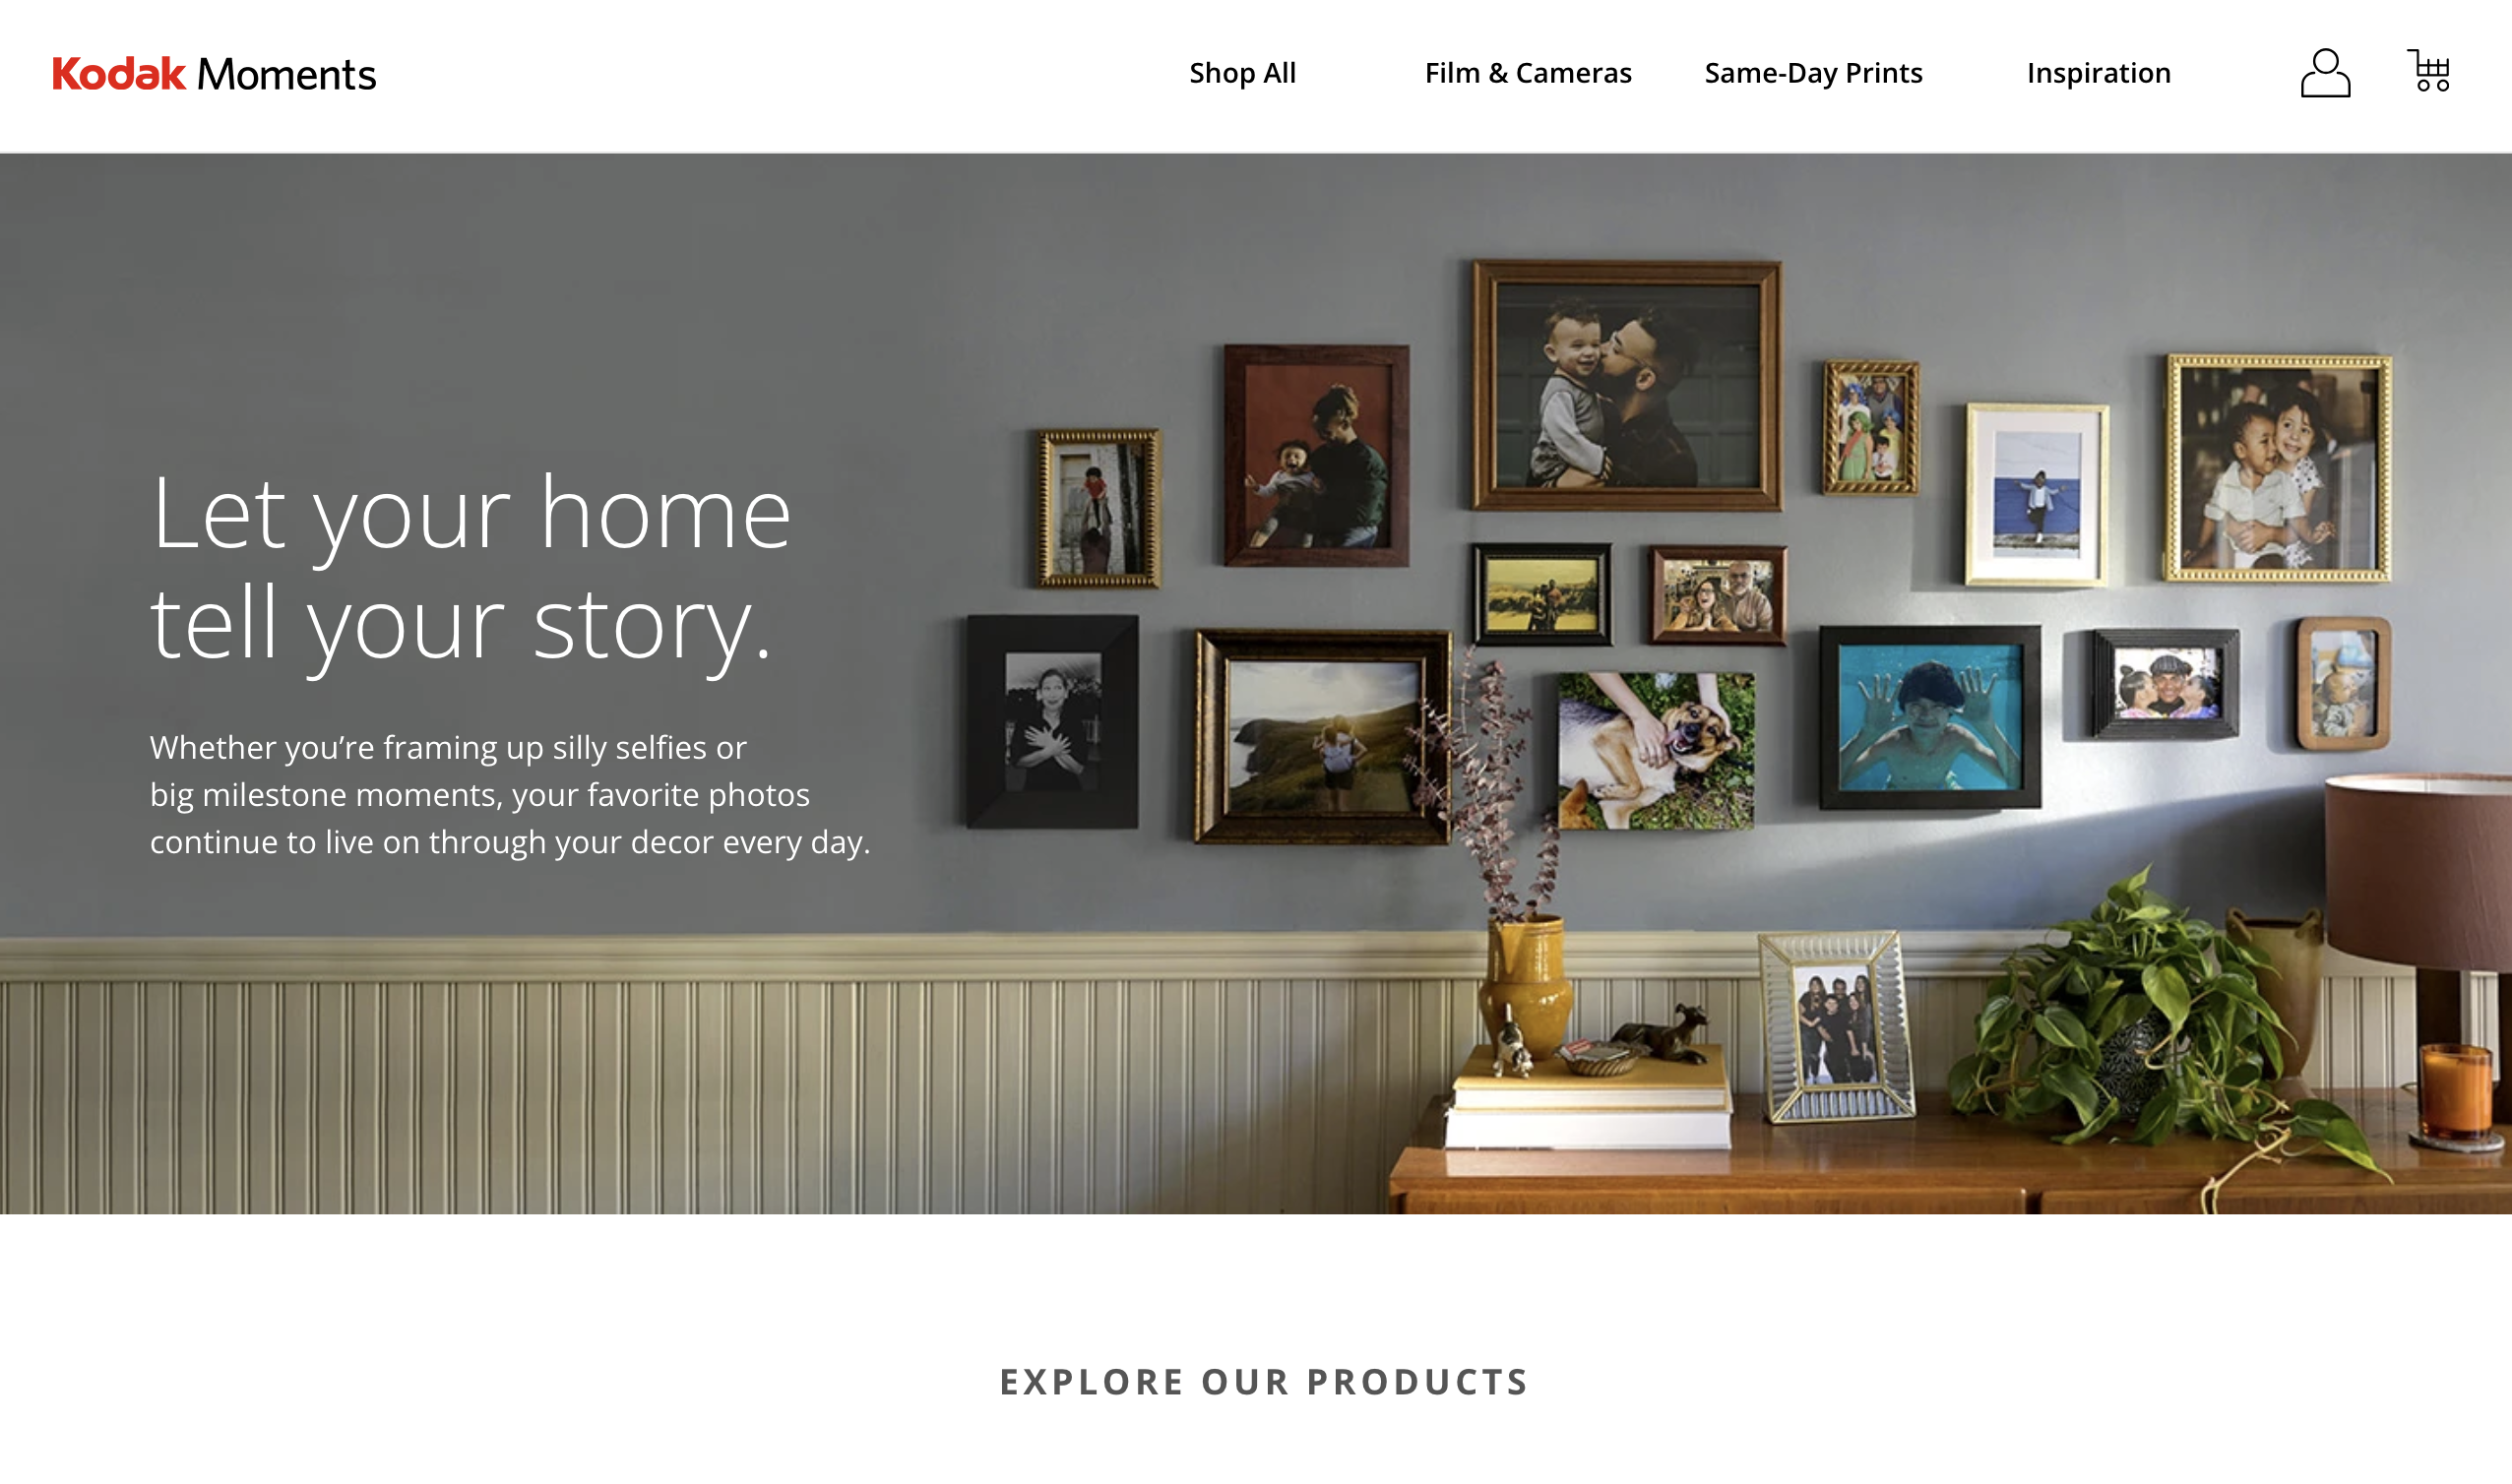 Kodak Moments
Shop All
Film & Cameras
Same-Day Prints
Inspiration
Let your home
tell your story.
Whether you’re framing up silly selfies or
big milestone moments, your favorite photos
continue to live on through your decor every day.
EXPLORE OUR PRODUCTS